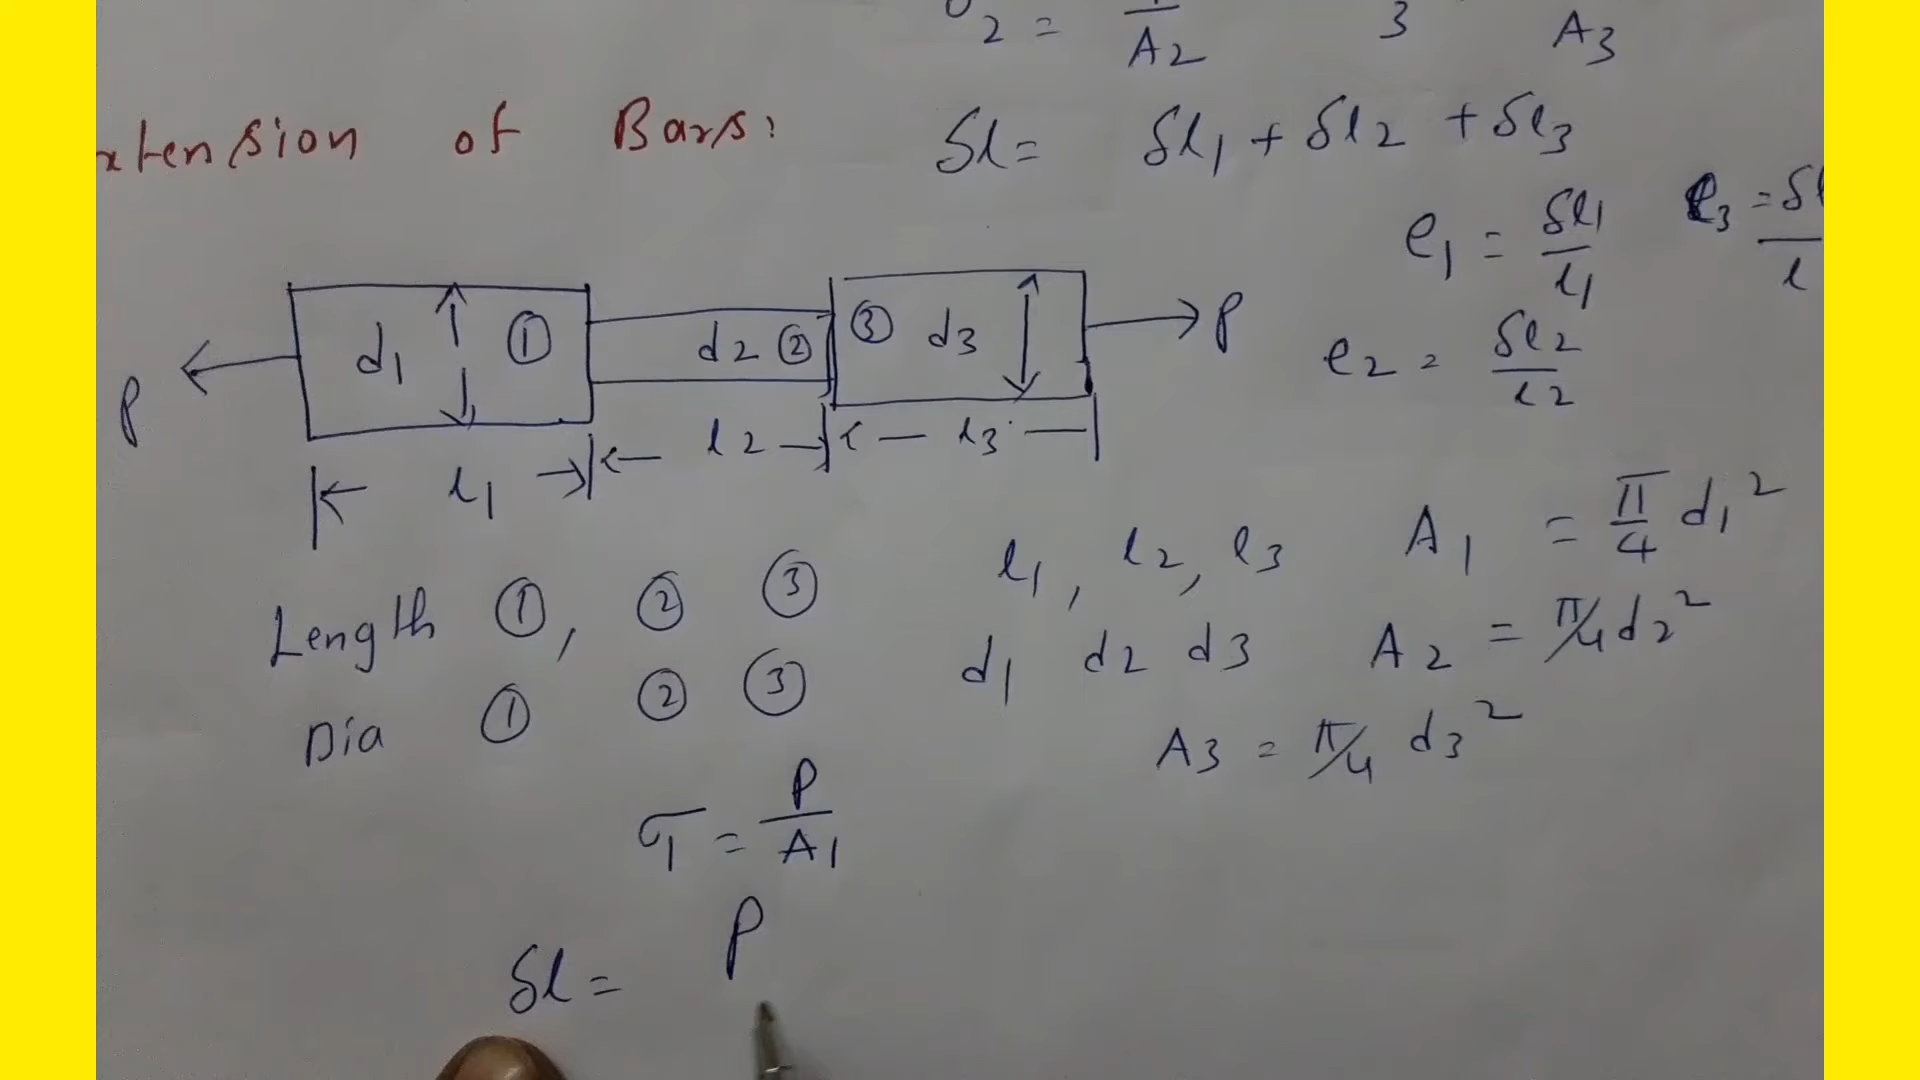 σ2 = P/A2 3 A3
xtension of Bars:
δl = δl1 + δl2 + δl3
e1 = δl1/l1
e3 = δl/l
d1 ① d2 ② ③ d3
P P
e2 = δl2/l2
l1 l2 l3
Length ①, ② ③ l1, l2, l3
A1 = π/4 d1²
Dia ① ② ③ d1 d2 d3
A2 = π/4 d2²
A3 = π/4 d3²
σ1 = P/A1
δl = P